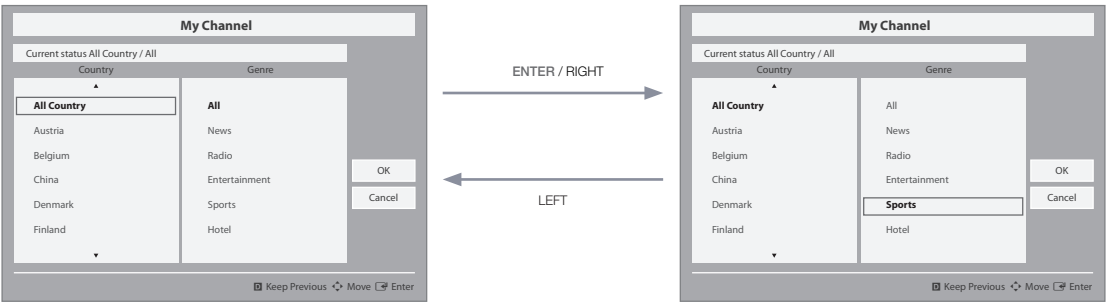 My Channel
Current status All Country / All
Country Genre
All Country All
Austria News
Belgium Radio
China Entertainment
Denmark Sports
Finland Hotel
OK
Cancel
D Keep Previous Move Enter
ENTER / RIGHT
LEFT
My Channel
Current status All Country / All
Country Genre
All Country All
Austria News
Belgium Radio
China Entertainment
Denmark Sports
Finland Hotel
OK
Cancel
D Keep Previous Move Enter